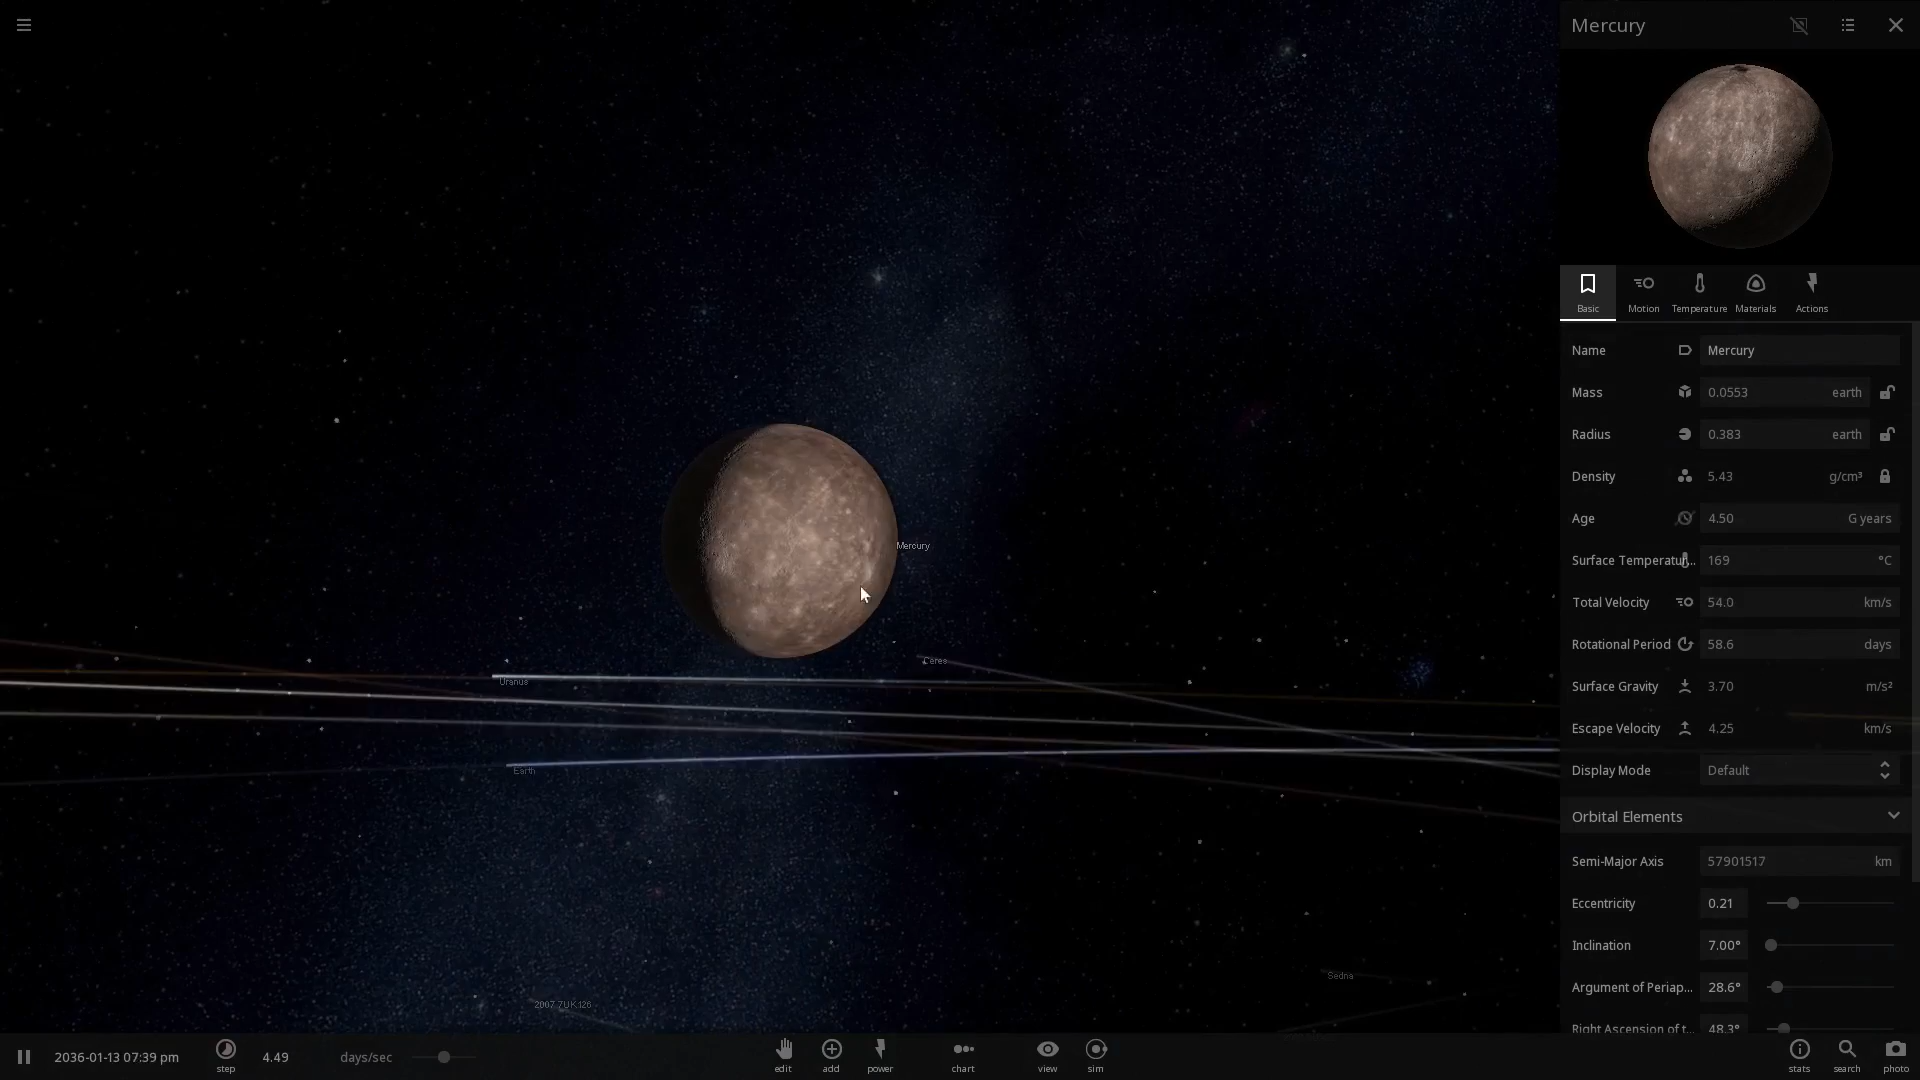 Mercury
Basic
Motion
Temperature
Materials
Actions
Name Mercury
Mass 0.0553 earth
Radius 0.383 earth
Density 5.43 g/cm³
Age 4.50 G years
Surface Temperatur... 169 °C
Total Velocity 54.0 km/s
Rotational Period 58.6 days
Surface Gravity 3.70 m/s²
Escape Velocity 4.25 km/s
Display Mode Default
Orbital Elements
Semi-Major Axis 57901517 km
Eccentricity 0.21
Inclination 7.00°
Argument of Periap... 28.6°
Right Ascension of t... 48.3°
Mercury
Ceres
Uranus
Earth
Sedna
2036-01-13 07:39 pm
step
4.49 days/sec
edit
add
power
chart
view
sim
stats
search
photo